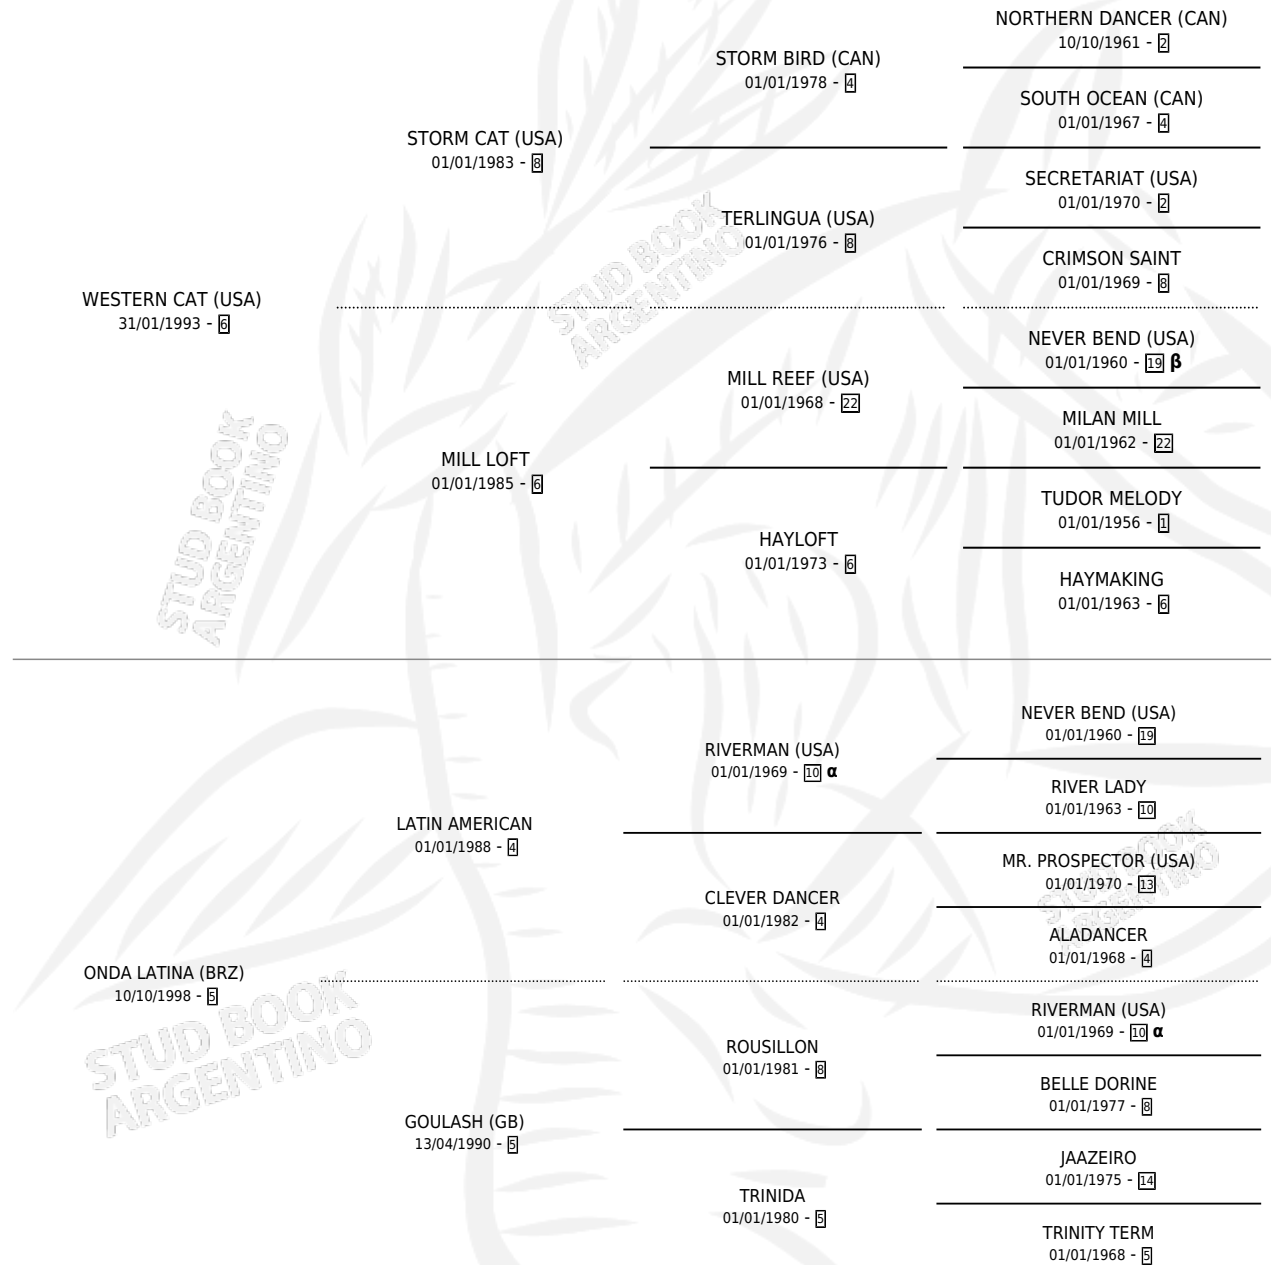 NORTHERN DANCER (CAN)
10/10/1961 - 2
STORM BIRD (CAN)
01/01/1978 - 4
SOUTH OCEAN (CAN)
01/01/1967 - 4
STORM CAT (USA)
01/01/1983 - 8
SECRETARIAT (USA)
01/01/1970 - 2
TERLINGUA (USA)
01/01/1976 - 8
CRIMSON SAINT
01/01/1969 - 8
WESTERN CAT (USA)
31/01/1993 - 6
NEVER BEND (USA)
01/01/1960 - 19 β
MILL REEF (USA)
01/01/1968 - 22
MILAN MILL
01/01/1962 - 22
MILL LOFT
01/01/1985 - 6
TUDOR MELODY
01/01/1956 - 1
HAYLOFT
01/01/1973 - 6
HAYMAKING
01/01/1963 - 6
NEVER BEND (USA)
01/01/1960 - 19
RIVERMAN (USA)
01/01/1969 - 10 α
RIVER LADY
01/01/1963 - 10
LATIN AMERICAN
01/01/1988 - 4
MR. PROSPECTOR (USA)
01/01/1970 - 13
CLEVER DANCER
01/01/1982 - 4
ALADANCER
01/01/1968 - 4
ONDA LATINA (BRZ)
10/10/1998 - 5
RIVERMAN (USA)
01/01/1969 - 10 α
ROUSILLON
01/01/1981 - 8
BELLE DORINE
01/01/1977 - 8
GOULASH (GB)
13/04/1990 - 5
JAAZEIRO
01/01/1975 - 14
TRINIDA
01/01/1980 - 5
TRINITY TERM
01/01/1968 - 5
STUD BOOK
ARGENTINO
STUD BOOK
ARGENTINO
STUD BOOK
ARGENTINO
STUD BOOK
ARGENTINO